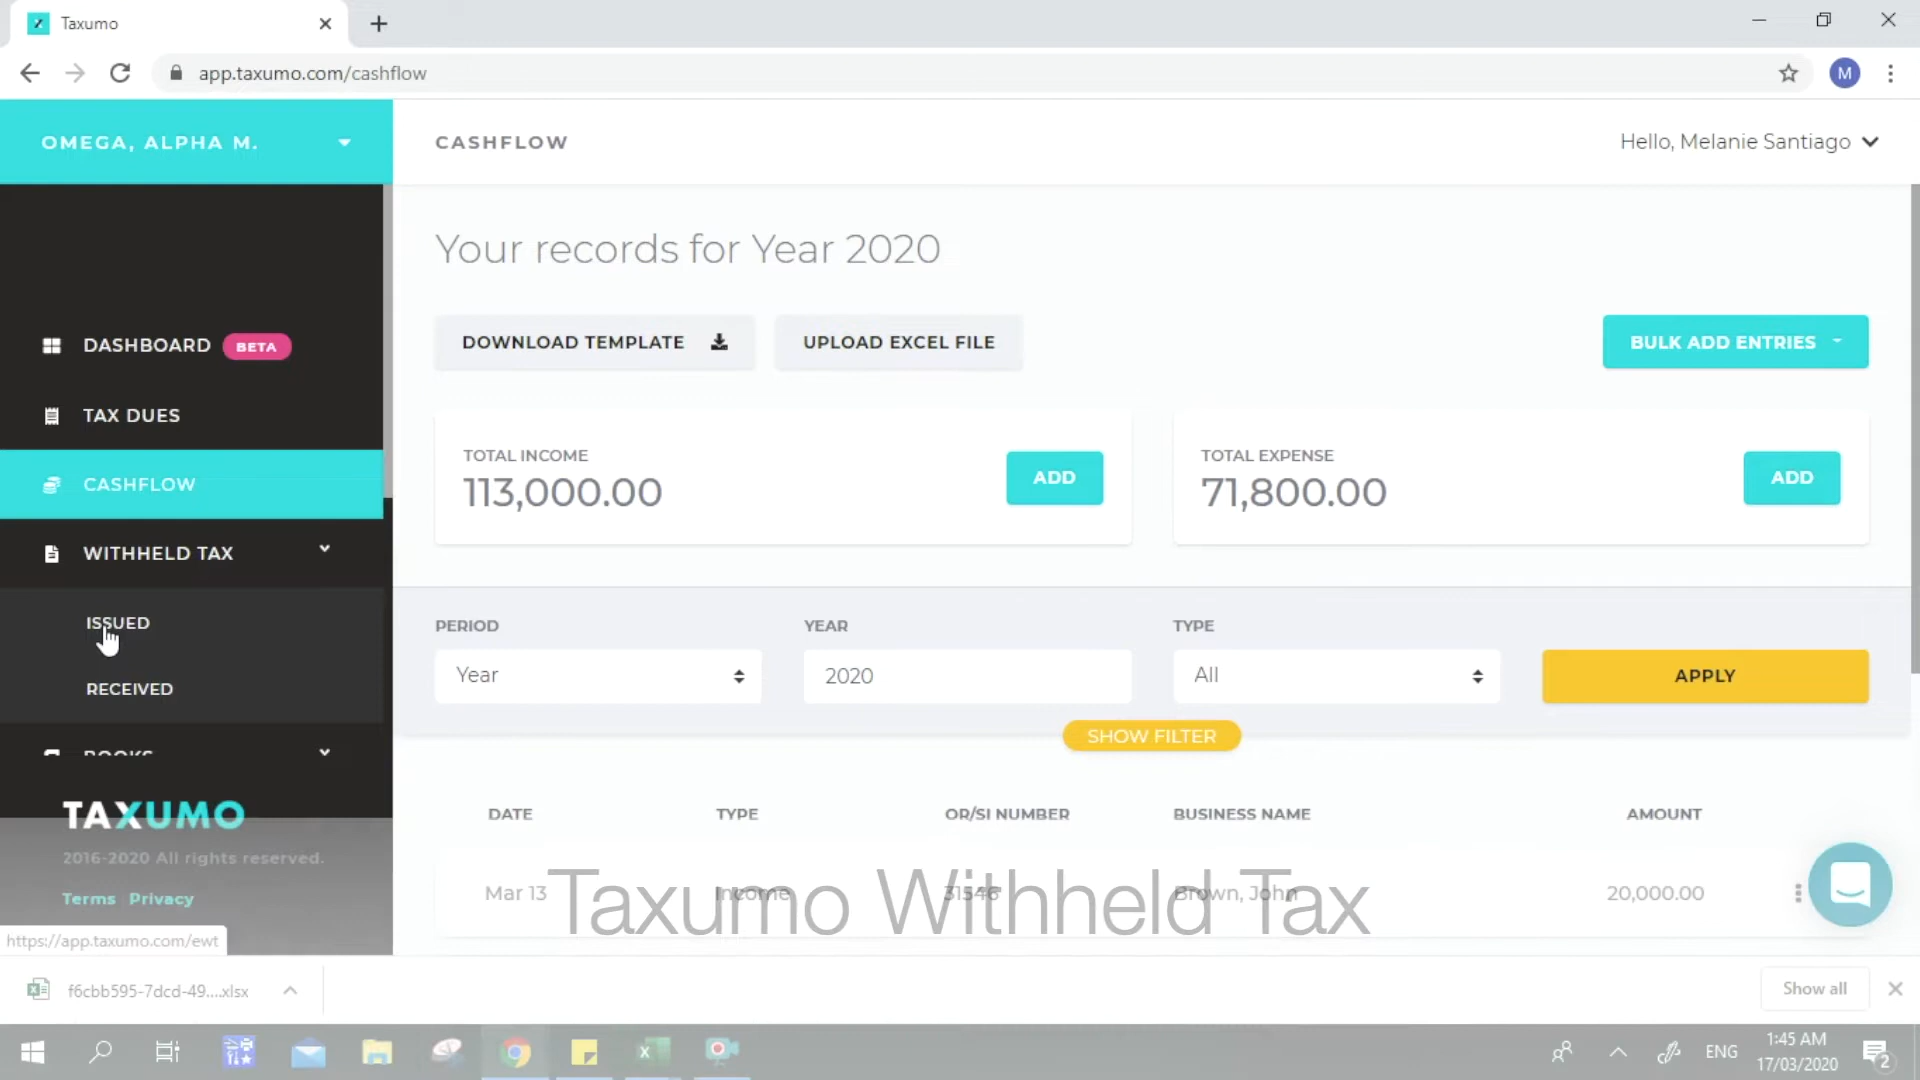 Taxumo
app.taxumo.com/cashflow
M
OMEGA, ALPHA M.
CASHFLOW
Hello, Melanie Santiago
Your records for Year 2020
DOWNLOAD TEMPLATE
UPLOAD EXCEL FILE
BULK ADD ENTRIES
DASHBOARD BETA
TAX DUES
CASHFLOW
WITHHELD TAX
ISSUED
RECEIVED
BOOKS
TOTAL INCOME
113,000.00
ADD
TOTAL EXPENSE
71,800.00
ADD
PERIOD YEAR TYPE
Year 2020 All APPLY
SHOW FILTER
DATE TYPE OR/SI NUMBER BUSINESS NAME AMOUNT
Mar 13 Income 31546 Brown, John 20,000.00
Taxumo Withheld Tax
TAXUMO
2016-2020 All rights reserved.
Terms Privacy
https://app.taxumo.com/ewt
f6cbb595-7dcd-49....xlsx
Show all
ENG
1:45 AM
17/03/2020
2